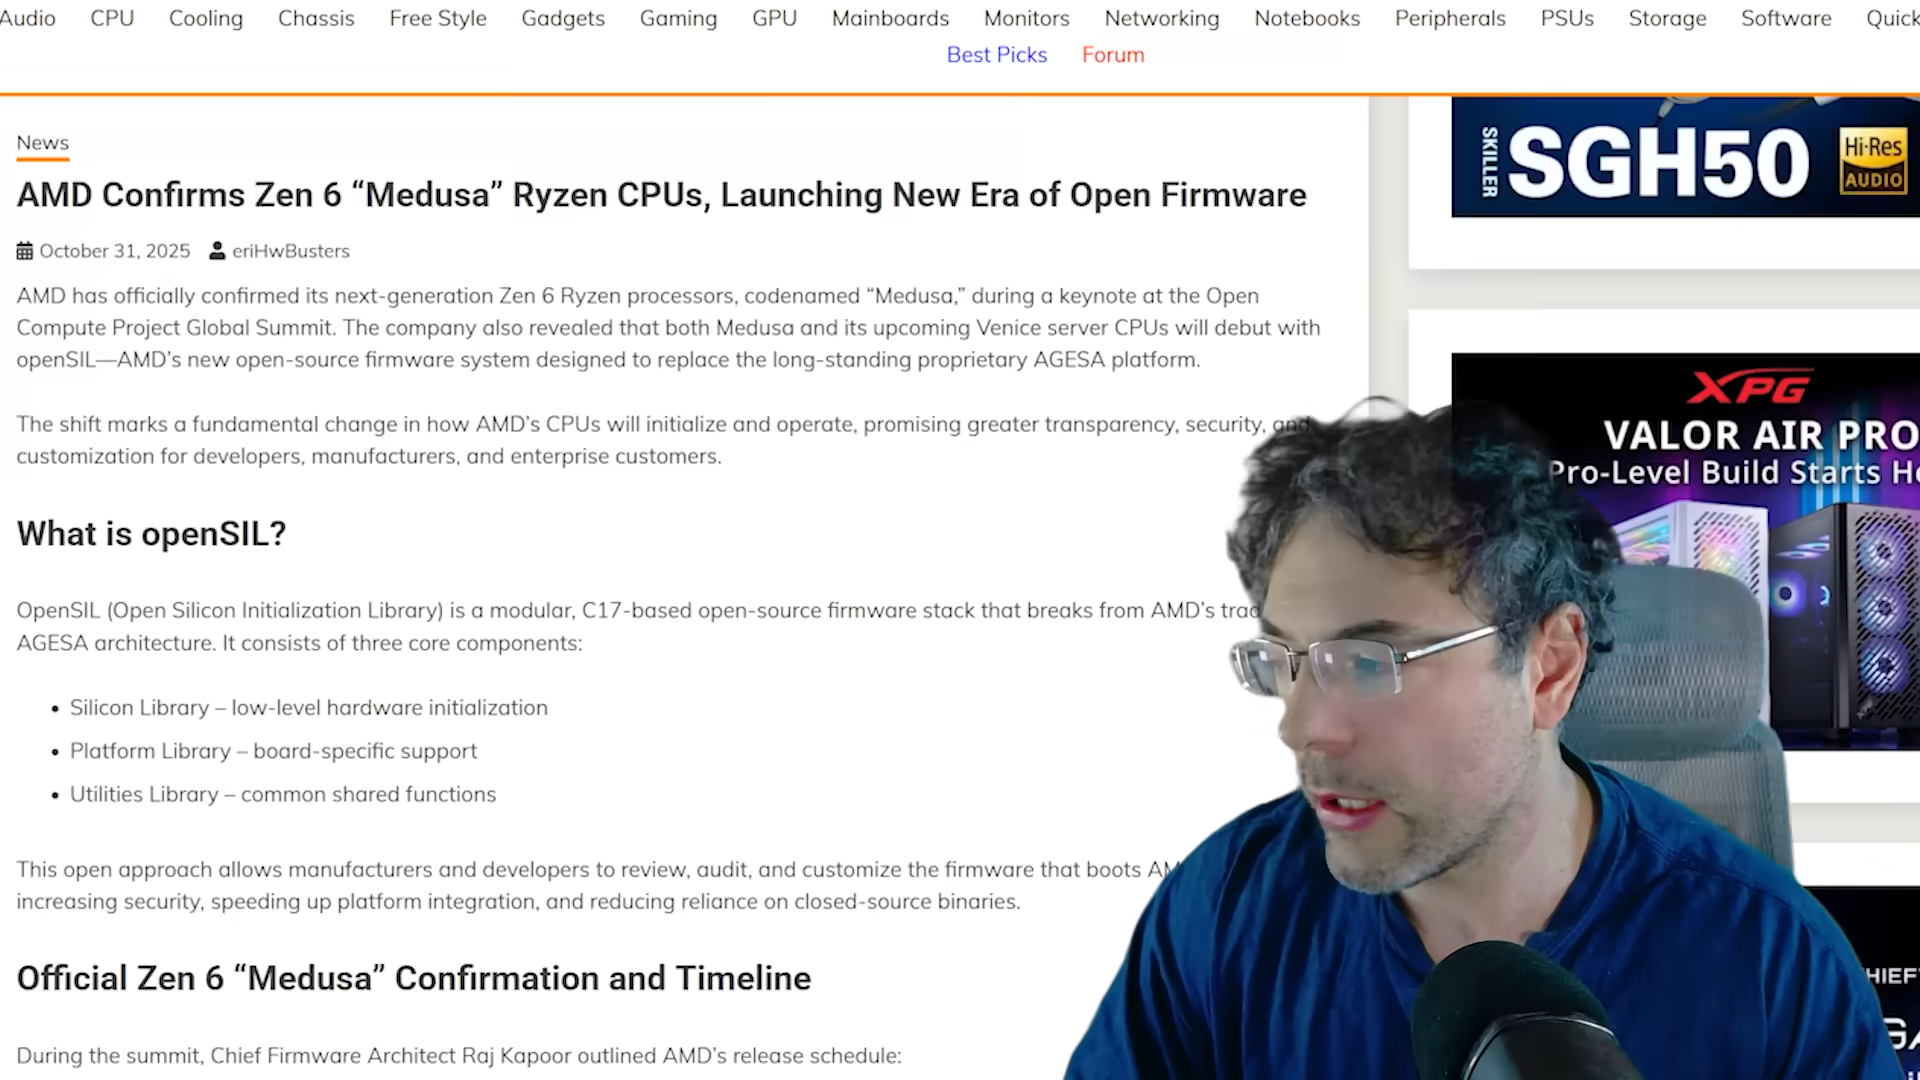 Audio CPU Cooling Chassis Free Style Gadgets Gaming GPU Mainboards Monitors Networking Notebooks Peripherals PSUs Storage Software Quick
Best Picks Forum
News
AMD Confirms Zen 6 “Medusa” Ryzen CPUs, Launching New Era of Open Firmware
October 31, 2025 eriHwBusters
AMD has officially confirmed its next-generation Zen 6 Ryzen processors, codenamed “Medusa,” during a keynote at the Open
Compute Project Global Summit. The company also revealed that both Medusa and its upcoming Venice server CPUs will debut with
openSIL—AMD’s new open-source firmware system designed to replace the long-standing proprietary AGESA platform.
The shift marks a fundamental change in how AMD’s CPUs will initialize and operate, promising greater transparency, security, and
customization for developers, manufacturers, and enterprise customers.
What is openSIL?
OpenSIL (Open Silicon Initialization Library) is a modular, C17-based open-source firmware stack that breaks from AMD’s trad
AGESA architecture. It consists of three core components:
• Silicon Library – low-level hardware initialization
• Platform Library – board-specific support
• Utilities Library – common shared functions
This open approach allows manufacturers and developers to review, audit, and customize the firmware that boots AM
increasing security, speeding up platform integration, and reducing reliance on closed-source binaries.
Official Zen 6 “Medusa” Confirmation and Timeline
During the summit, Chief Firmware Architect Raj Kapoor outlined AMD’s release schedule:
SKILLER SGH50
Hi-Res
AUDIO
XPG
VALOR AIR PRO
Pro-Level Build Starts He
HIEF
GA